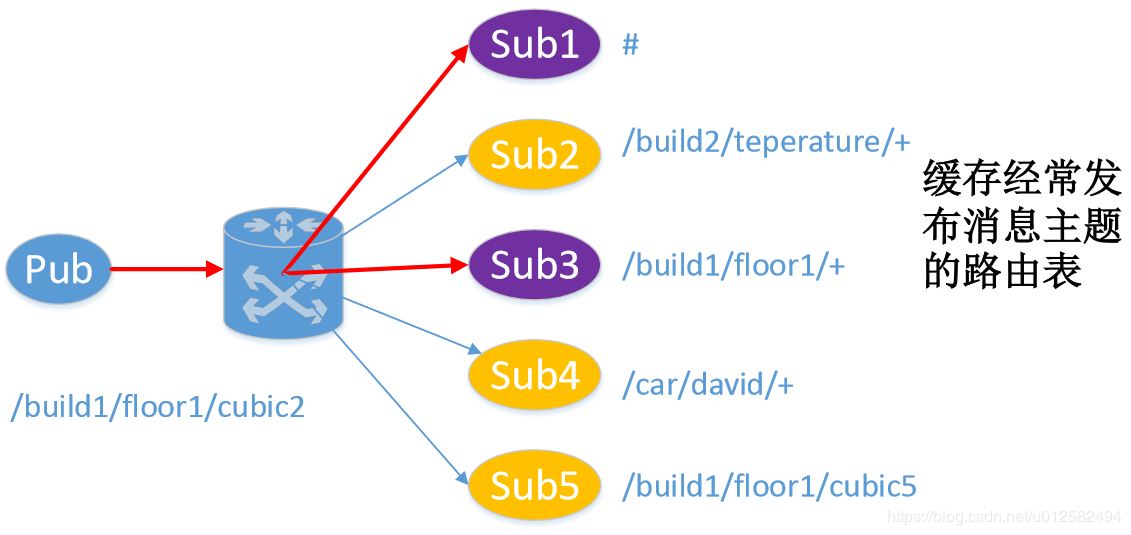 Sub1
#
Sub2
/build2/teperature/+
缓存经常发
布消息主题
的路由表
Pub
Sub3
/build1/floor1/+
Sub4
/car/david/+
/build1/floor1/cubic2
Sub5
/build1/floor1/cubic5
https://blog.csdn.net/u012582494